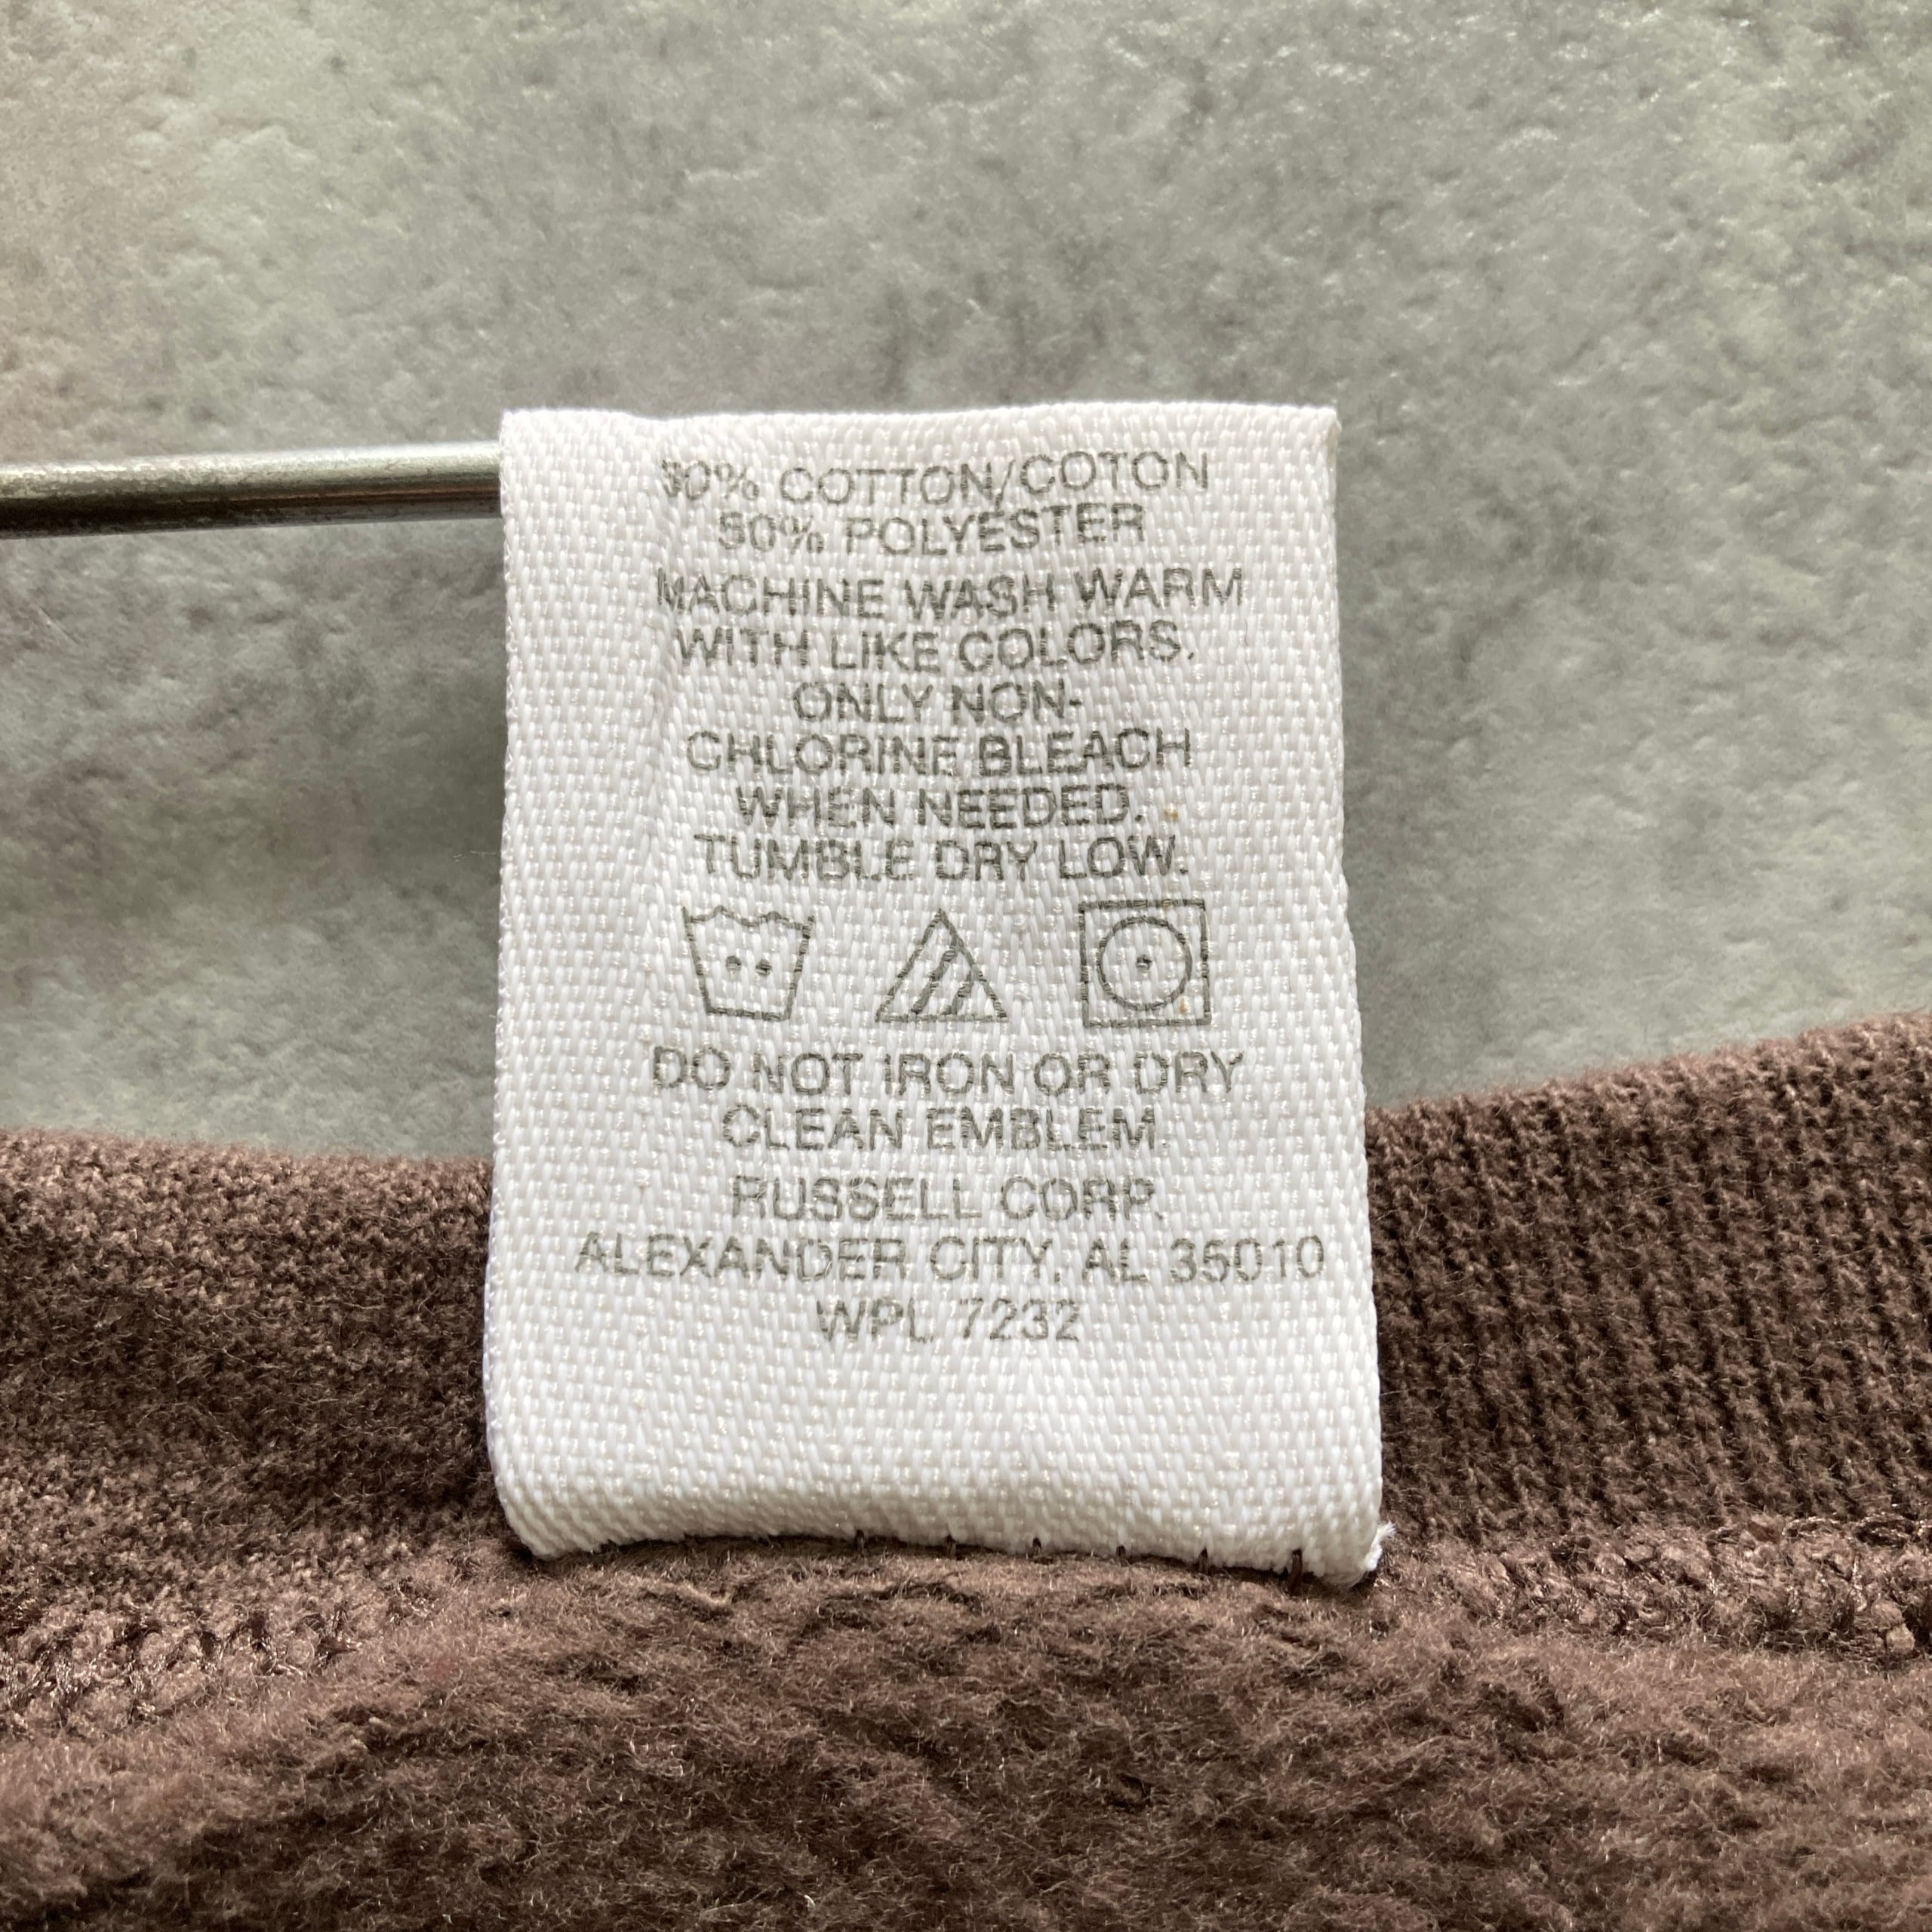 50% COTTON/COTON
50% POLYESTER
MACHINE WASH WARM
WITH LIKE COLORS.
ONLY NON-
CHLORINE BLEACH
WHEN NEEDED.
TUMBLE DRY LOW.
DO NOT IRON OR DRY
CLEAN EMBLEM.
RUSSELL CORP.
ALEXANDER CITY, AL 35010
WPL 7232